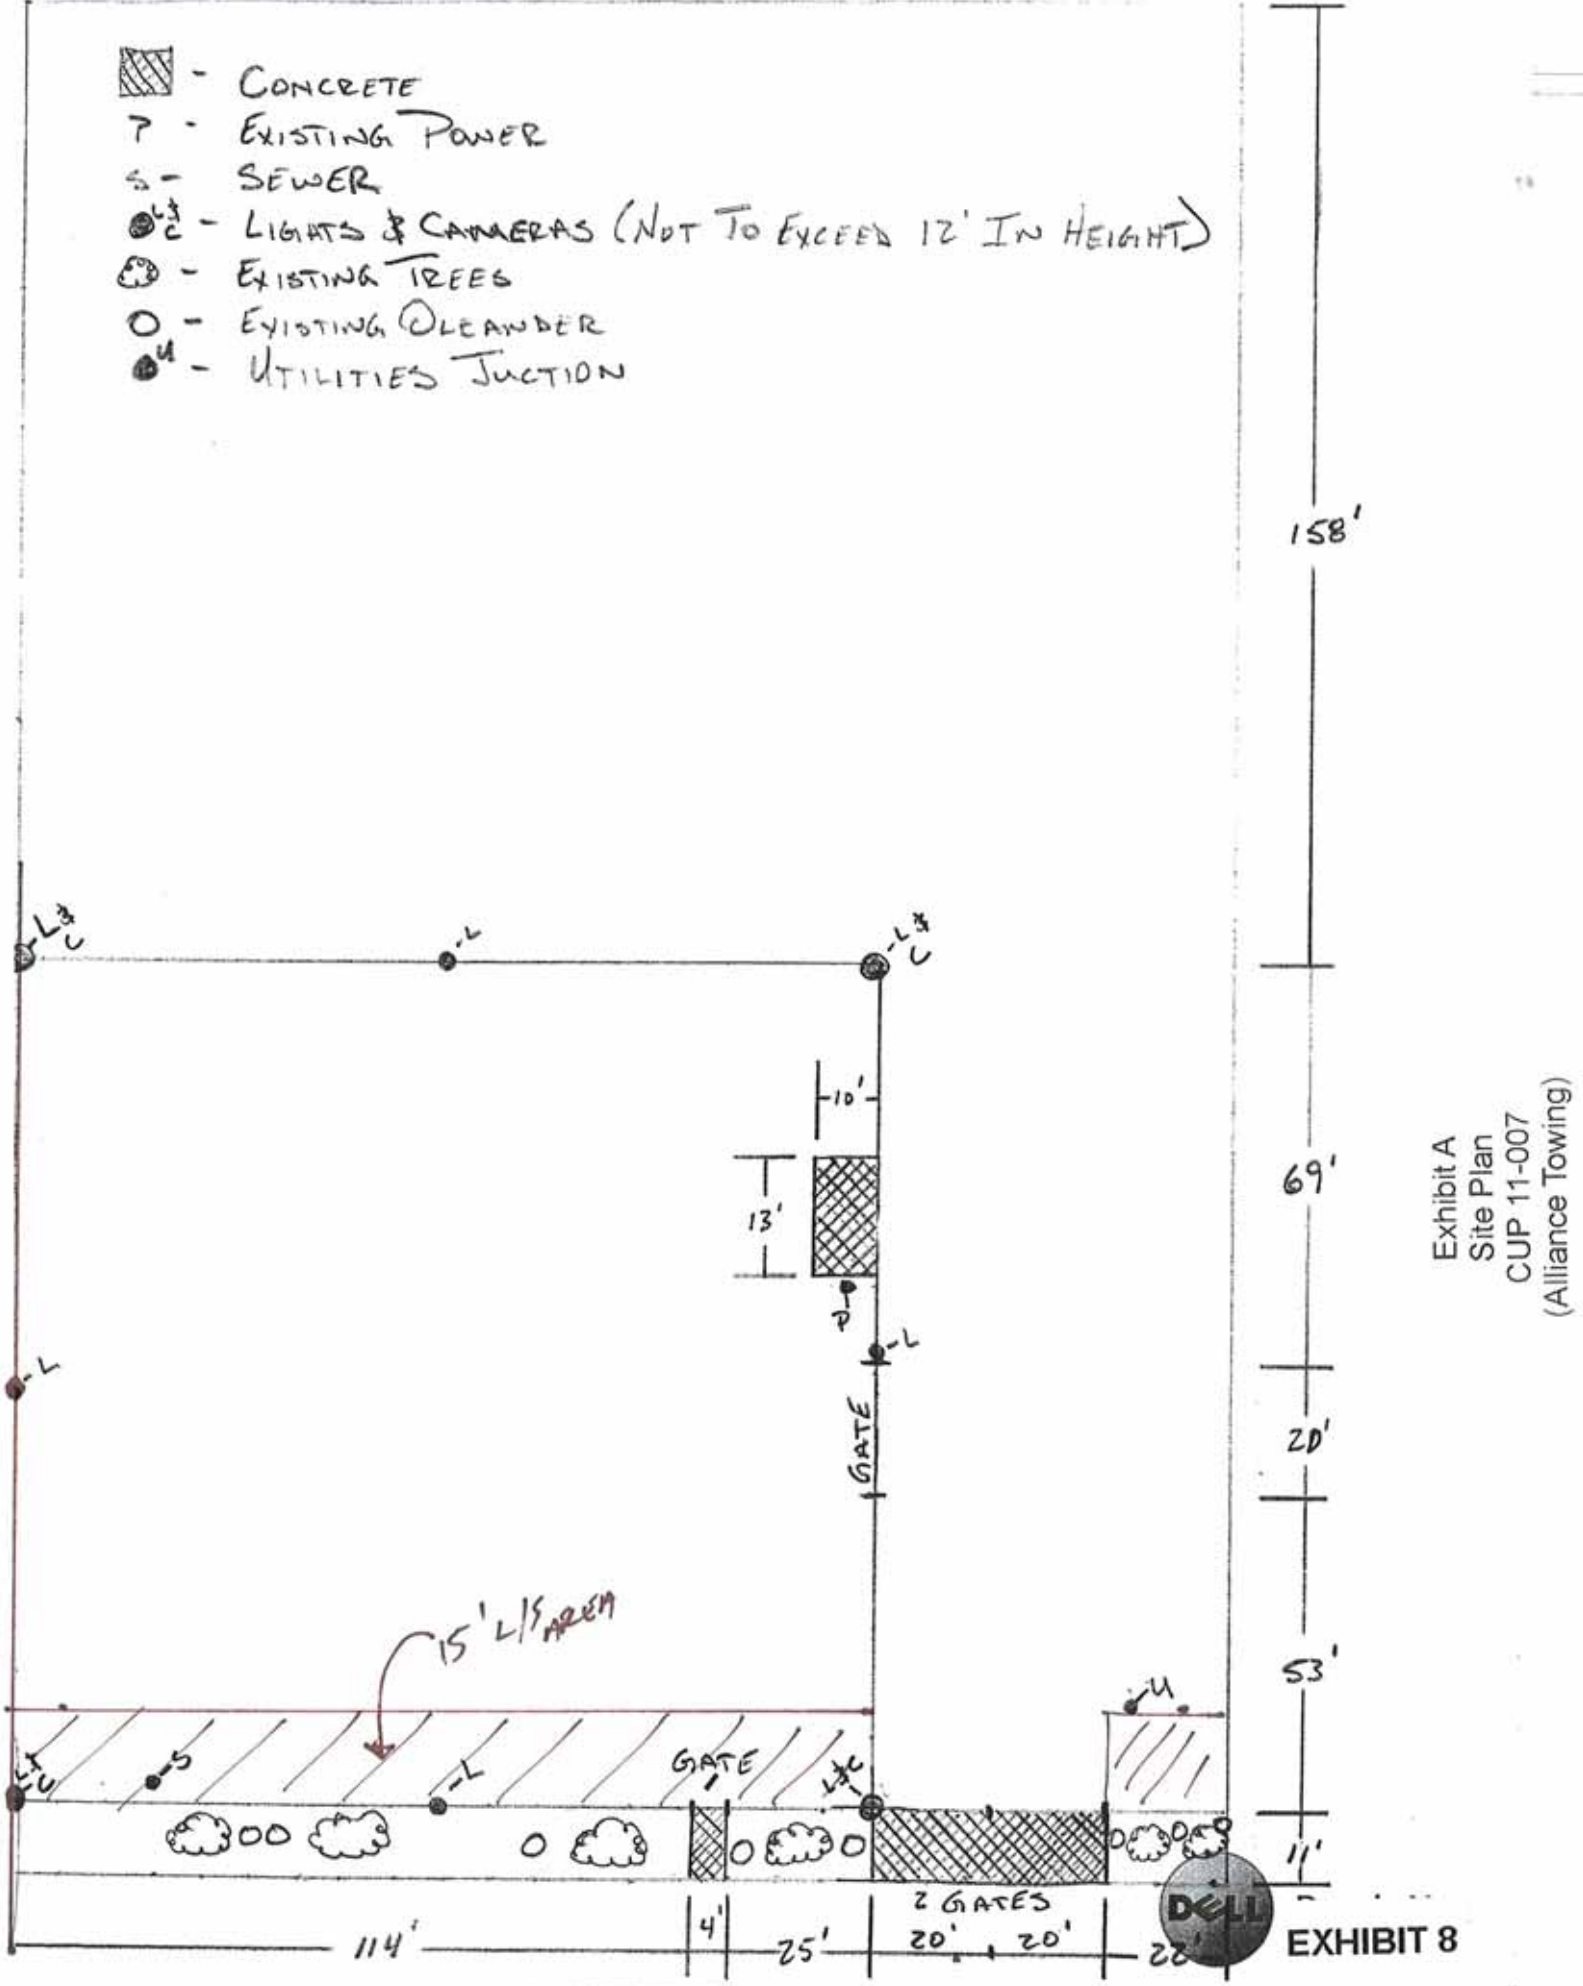 - CONCRETE
P - EXISTING POWER
S - SEWER
L & C - LIGHTS & CAMERAS (NOT TO EXCEED 12' IN HEIGHT)
- EXISTING TREES
- EXISTING OLEANDER
U - UTILITIES JUCTION
158'
-L & C
-L
-L & C
10'
13'
69'
P
-L
-L
GATE
20'
Exhibit A
Site Plan
CUP 11-007
(Alliance Towing)
15' L/S AREA
53'
U
S
L & C
-L
GATE
L & C
11'
114'
4'
25'
2 GATES
20'
20'
22'
DELL
EXHIBIT 8